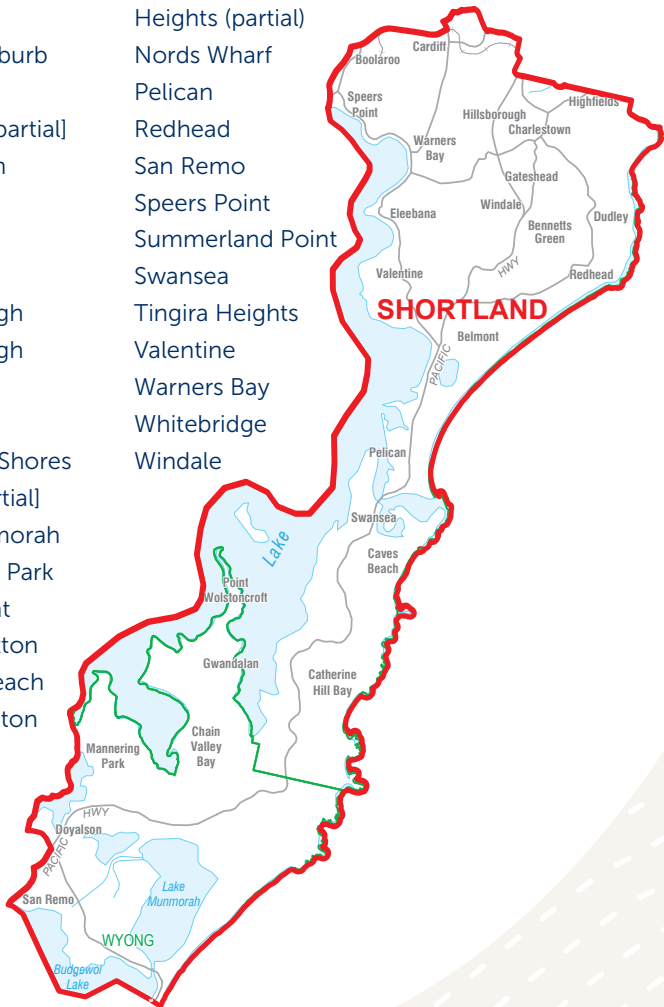 burb
partial]
n
gh
gh
Shores
rtial]
morah
Park
nt
tton
each
ton
Heights (partial)
Nords Wharf
Pelican
Redhead
San Remo
Speers Point
Summerland Point
Swansea
Tingira Heights
Valentine
Warners Bay
Whitebridge
Windale
Cardiff
Boolaroo
Speers
Point
Highfields
Hillsborough
Charlestown
Warners
Bay
Gateshead
Windale
Eleebana
Bennetts
Green
Dudley
Valentine
HWY
Redhead
SHORTLAND
Belmont
PACIFIC
Pelican
Swansea
Lake
Caves
Beach
Point
Wolstoncroft
Gwandalan
Catherine
Hill Bay
Chain
Valley
Bay
Mannering
Park
HWY
Doyalson
PACIFIC
San Remo
Lake
Munmorah
WYONG
Budgewoi
Lake